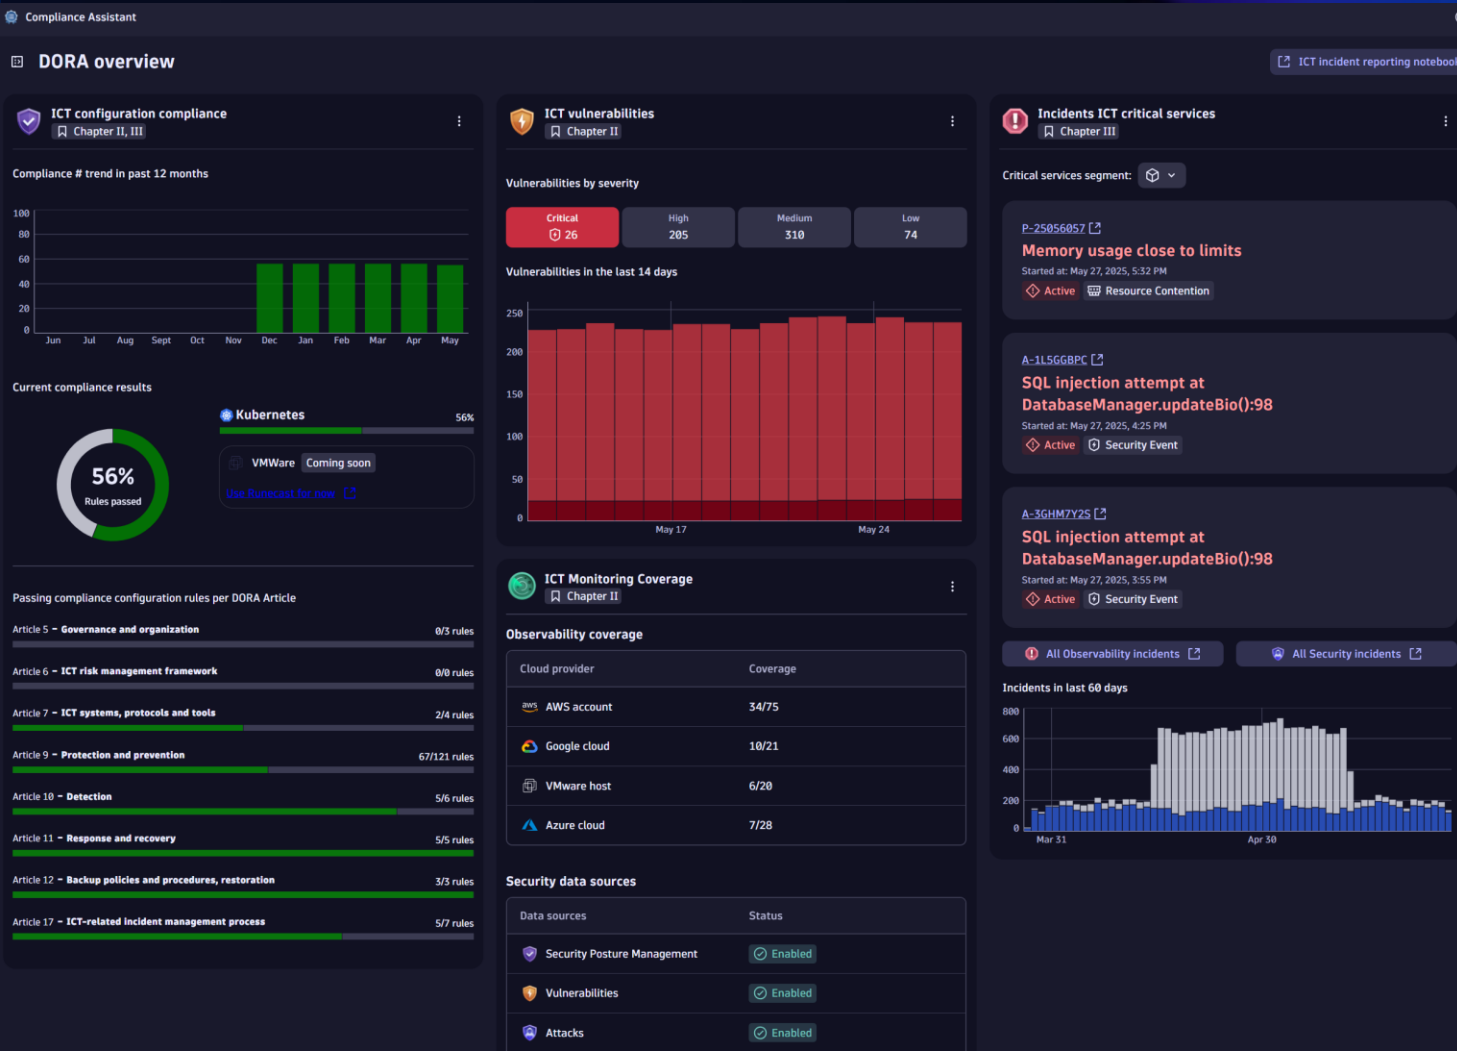 Compliance Assistant
DORA overview
ICT incident reporting notebook
ICT configuration compliance
Chapter II, III
Compliance # trend in past 12 months
100
80
60
40
20
0
Jun Jul Aug Sept Oct Nov Dec Jan Feb Mar Apr May
Current compliance results
56%
Rules passed
Kubernetes 56%
VMWare Coming soon
Use Runecast for now
Passing compliance configuration rules per DORA Article
Article 5 – Governance and organization 0/3 rules
Article 6 – ICT risk management framework 0/0 rules
Article 7 – ICT systems, protocols and tools 2/4 rules
Article 9 – Protection and prevention 67/121 rules
Article 10 – Detection 5/6 rules
Article 11 – Response and recovery 5/5 rules
Article 12 – Backup policies and procedures, restoration 3/3 rules
Article 17 – ICT-related incident management process 5/7 rules
ICT vulnerabilities
Chapter II
Vulnerabilities by severity
Critical
26
High
205
Medium
310
Low
74
Vulnerabilities in the last 14 days
250
200
150
100
50
0
May 17 May 24
ICT Monitoring Coverage
Chapter II
Observability coverage
Cloud provider Coverage
aws AWS account 34/75
Google cloud 10/21
VMware host 6/20
Azure cloud 7/28
Security data sources
Data sources Status
Security Posture Management Enabled
Vulnerabilities Enabled
Attacks Enabled
Incidents ICT critical services
Chapter III
Critical services segment:
P-25056057
Memory usage close to limits
Started at: May 27, 2025, 5:32 PM
Active Resource Contention
A-1L5GGBPC
SQL injection attempt at
DatabaseManager.updateBio():98
Started at: May 27, 2025, 4:25 PM
Active Security Event
A-3GHM7Y2S
SQL injection attempt at
DatabaseManager.updateBio():98
Started at: May 27, 2025, 3:55 PM
Active Security Event
All Observability incidents
All Security incidents
Incidents in last 60 days
800
600
400
200
0
Mar 31 Apr 30